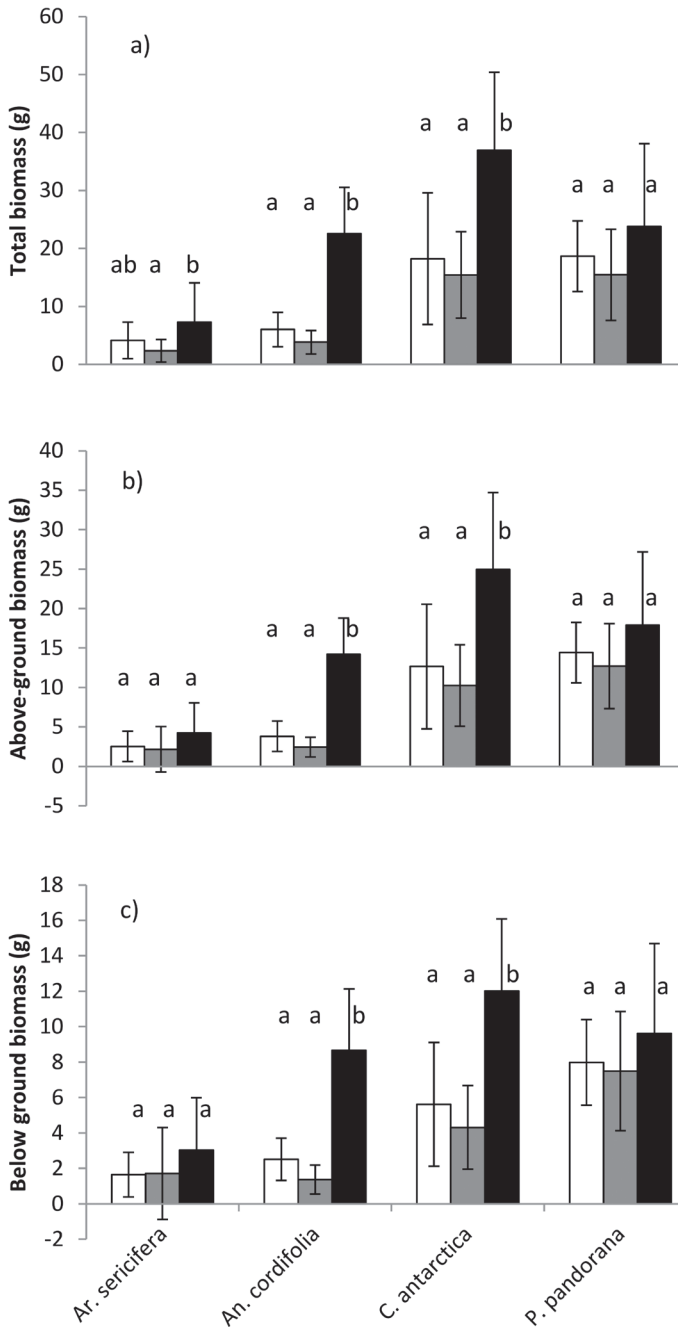 Total biomass (g)
60
50
40
30
20
10
0
a)
ab a b
a a b
a a b
a a a
Above-ground biomass (g)
40
35
30
25
20
15
10
5
0
-5
b)
a a a
a a b
a a b
a a a
Below ground biomass (g)
18
16
14
12
10
8
6
4
2
0
-2
c)
a a a
a a b
a a b
a a a
Ar. sericifera
An. cordifolia
C. antarctica
P. pandorana